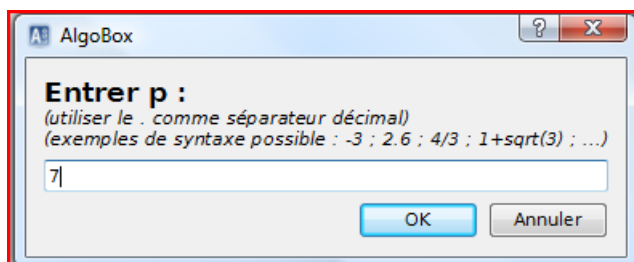 AlgoBox
Entrer p :
(utiliser le . comme séparateur décimal)
(exemples de syntaxe possible : -3 ; 2.6 ; 4/3 ; 1+sqrt(3) ; ...)
7
OK Annuler